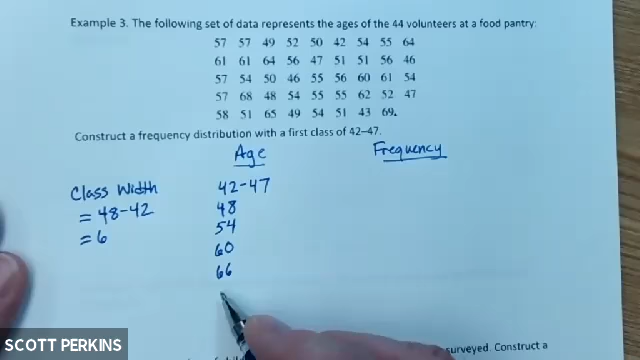 Example 3. The following set of data represents the ages of the 44 volunteers at a food pantry:
57 57 49 52 50 42 54 55 64
61 61 64 56 47 51 51 56 46
57 54 50 46 55 56 60 61 54
57 68 48 54 55 55 62 52 47
58 51 65 49 54 51 43 69.
Construct a frequency distribution with a first class of 42–47.
Age Frequency
Class Width 42-47
= 48-42 48
= 6 54
60
66
SCOTT PERKINS surveyed. Construct a